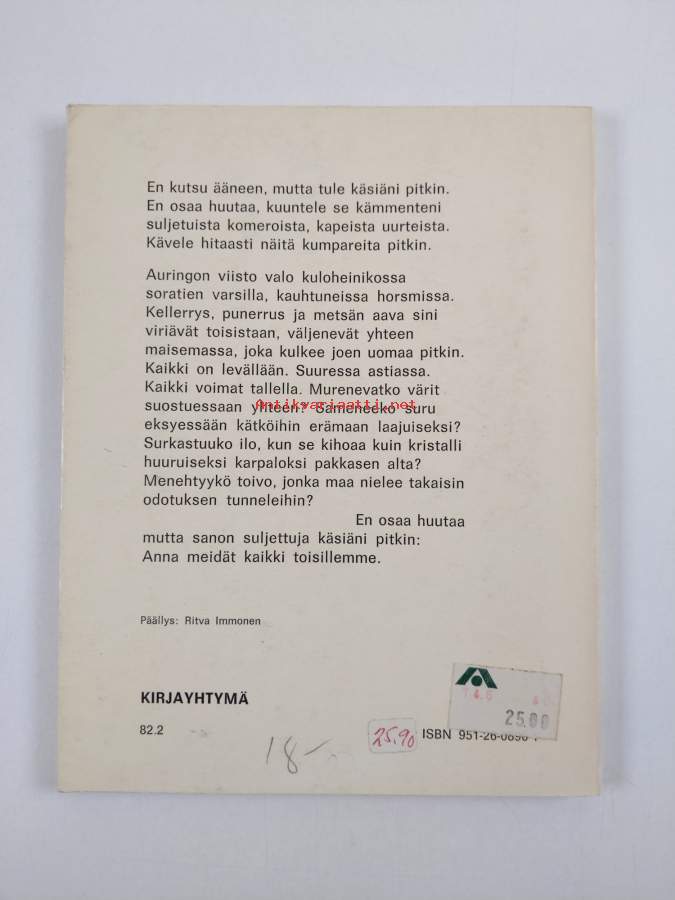 En kutsu ääneen, mutta tule käsiäni pitkin.
En osaa huutaa, kuuntele se kämmenteni
suljetuista komeroista, kapeista uurteista.
Kävele hitaasti näitä kumpareita pitkin.
Auringon viisto valo kuloheinikossa
soratien varsilla, kauhtuneissa horsmissa.
Kellerrys, punerrus ja metsän aava sini
viriävät toisistaan, väljenevät yhteen
maisemassa, joka kulkee joen uomaa pitkin.
Kaikki on levällään. Suuressa astiassa.
Kaikki voimat tallella. Murenevatko värit
suostuessaan yhteen? Sameneeko suru
Antikvariaatti.net
eksyessään kätköihin erämaan laajuiseksi?
Surkastuuko ilo, kun se kihoaa kuin kristalli
huuruiseksi karpaloksi pakkasen alta?
Menehtyykö toivo, jonka maa nielee takaisin
odotuksen tunneleihin?
En osaa huutaa
mutta sanon suljettuja käsiäni pitkin:
Anna meidät kaikki toisillemme.
Päällys: Ritva Immonen
KIRJAYHTYMÄ
25.00
82.2
25,90
ISBN
18-